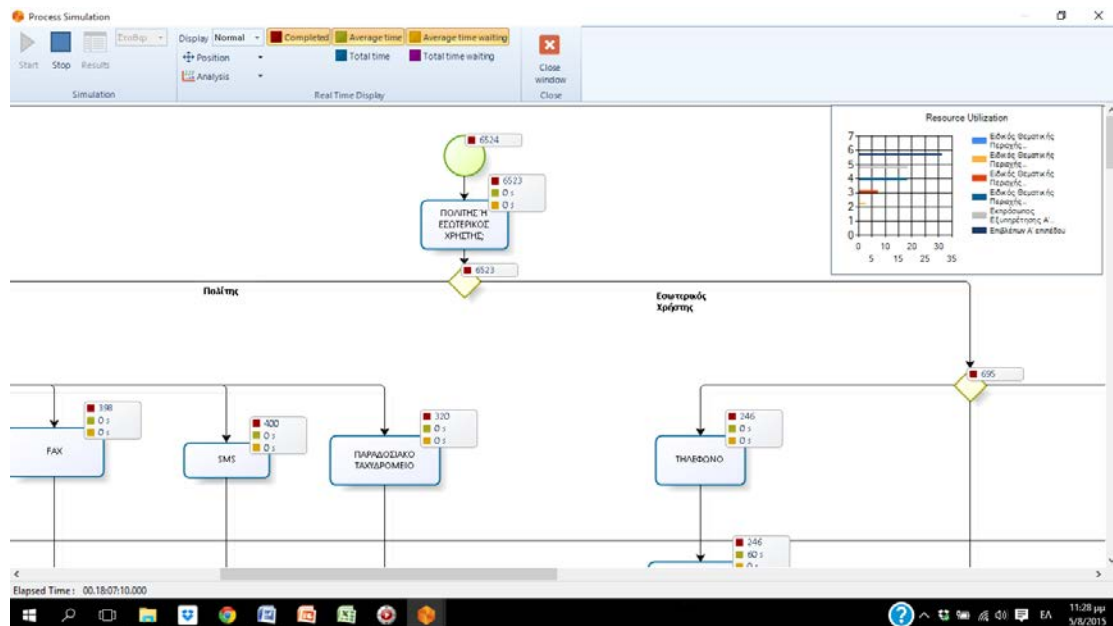 Process Simulation
Display Normal
Completed
Average time
Average time waiting
Position
Total time
Total time waiting
Analysis
Start
Stop
Results
Close
window
Simulation
Real Time Display
Close
Resource Utilization
7
6
5
4
3
2
1
0
0 10 20 30
5 15 25 35
Ειδικός Θεματικής
Περιοχής..
Ειδικός Θεματικής
Περιοχής..
Ειδικός Θεματικής
Περιοχής..
Ειδικός Θεματικής
Περιοχής..
Εκπρόσωπος
Εξυπηρέτησης Α'..
Επιβλέπων Α' επιπέδου
6524
6523
0 s
0 s
ΠΟΛΙΤΗΣ Ή
ΕΣΩΤΕΡΙΚΟΣ
ΧΡΗΣΤΗΣ;
6523
Πολίτης
Εσωτερικός
Χρήστης
695
398
0 s
0 s
FAX
400
0 s
0 s
SMS
320
0 s
0 s
ΠΑΡΑΔΟΣΙΑΚΟ
ΤΑΧΥΔΡΟΜΕΙΟ
246
0 s
0 s
ΤΗΛΕΦΩΝΟ
246
60 s
0 s
Elapsed Time : 00.18:07:10.000
ΕΛ
11:28 μμ
5/8/2015